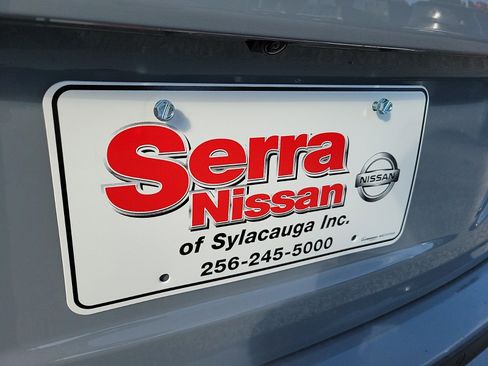 Serra
Nissan
NISSAN
of Sylacauga Inc.
256-245-5000